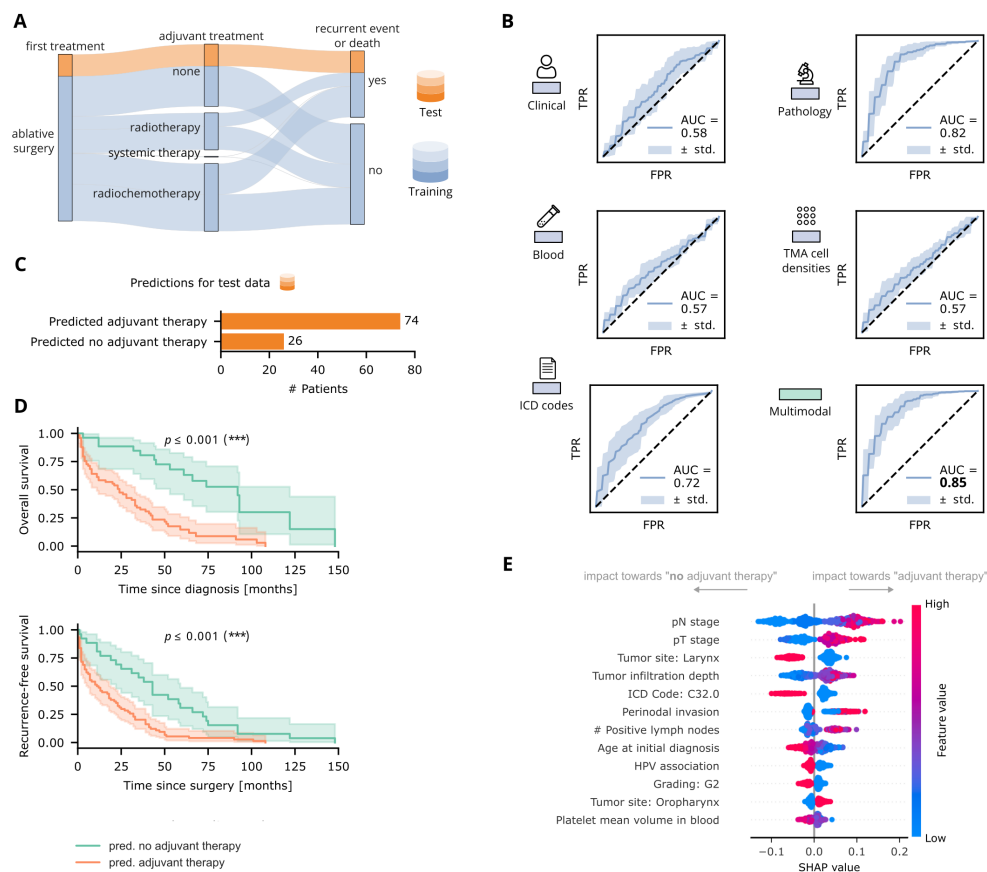 A
first treatment
adjuvant treatment
recurrent event
or death
none
yes
ablative
surgery
radiotherapy
systemic therapy
no
radiochemotherapy
Test
Training
B
Clinical
TPR
AUC =
0.58
± std.
FPR
Pathology
TPR
AUC =
0.82
± std.
FPR
Blood
TPR
AUC =
0.57
± std.
FPR
TMA cell
densities
TPR
AUC =
0.57
± std.
FPR
ICD codes
TPR
AUC =
0.72
± std.
FPR
Multimodal
TPR
AUC =
0.85
± std.
FPR
C
Predictions for test data
Predicted adjuvant therapy
74
Predicted no adjuvant therapy
26
0 20 40 60 80
# Patients
D
Overall survival
1.00
0.75
0.50
0.25
0.00
p ≤ 0.001 (***)
0 25 50 75 100 125 150
Time since diagnosis [months]
Recurrence-free survival
1.00
0.75
0.50
0.25
0.00
p ≤ 0.001 (***)
0 25 50 75 100 125 150
Time since surgery [months]
pred. no adjuvant therapy
pred. adjuvant therapy
E
impact towards "no adjuvant therapy"
impact towards "adjuvant therapy"
pN stage
pT stage
Tumor site: Larynx
Tumor infiltration depth
ICD Code: C32.0
Perinodal invasion
# Positive lymph nodes
Age at initial diagnosis
HPV association
Grading: G2
Tumor site: Oropharynx
Platelet mean volume in blood
−0.1 0.0 0.1 0.2
SHAP value
High
Feature value
Low